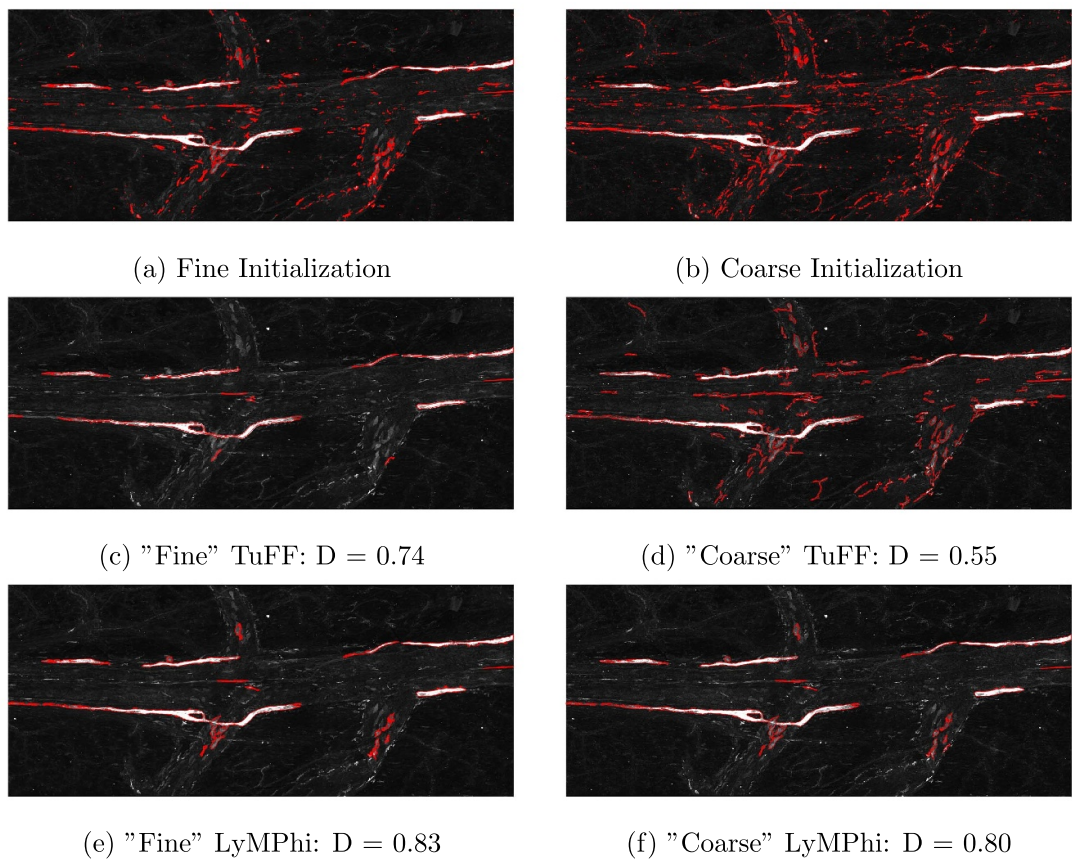 (a) Fine Initialization
(b) Coarse Initialization
(c) ”Fine” TuFF: D = 0.74
(d) ”Coarse” TuFF: D = 0.55
(e) ”Fine” LyMPhi: D = 0.83
(f) ”Coarse” LyMPhi: D = 0.80